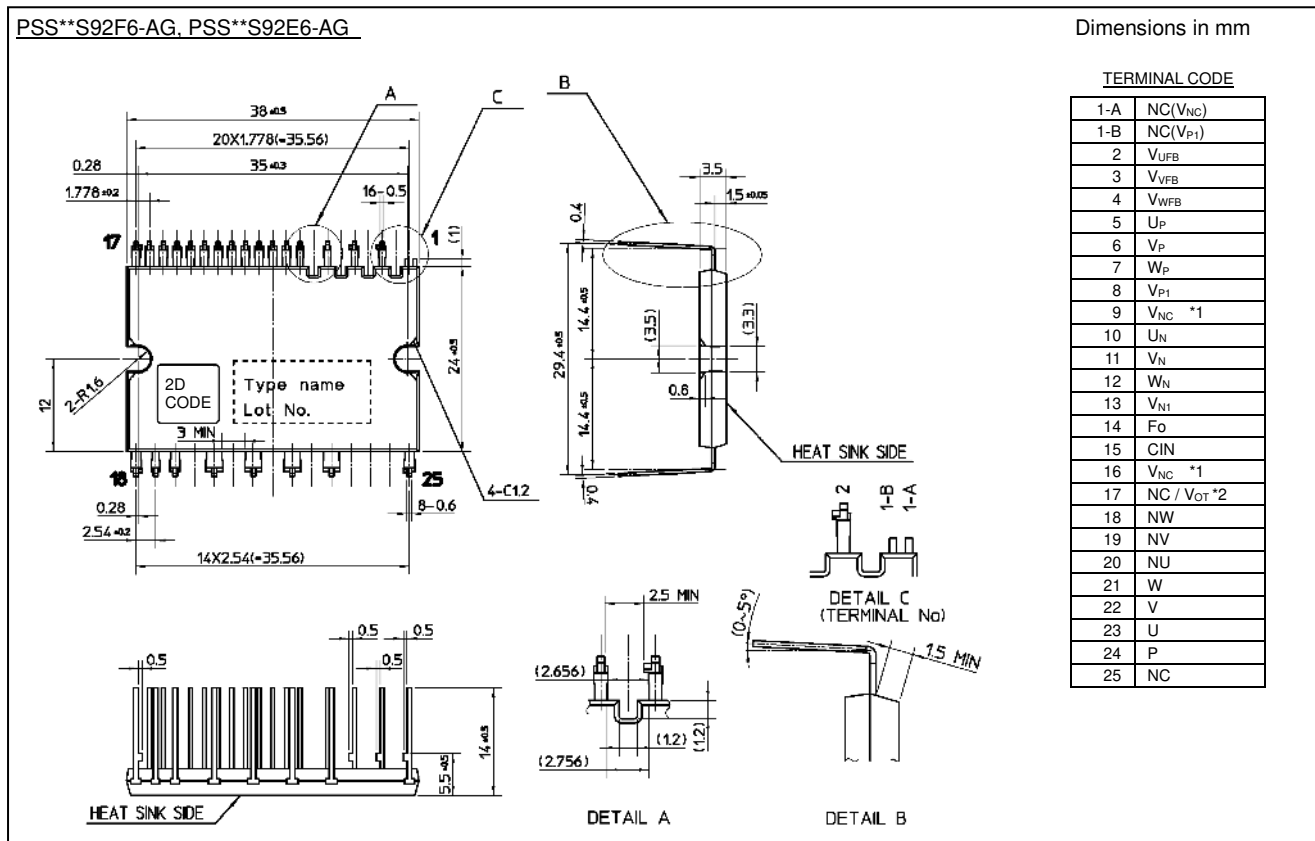 PSS**S92F6-AG, PSS**S92E6-AG
Dimensions in mm
A
C
B
38 ±0.5
20X1.778(=35.56)
0.28
35 ±0.3
1.778 ±0.2
16-0.5
17
1
(1)
2-R1.6
12
2D
CODE
Type name
Lot No.
3 MIN
24 ±0.5
18
25
4-C1.2
0.28
8-0.6
2.54 ±0.2
14X2.54(=35.56)
3.5
1.5 ±0.05
0.4
29.4 ±0.5
14.4 ±0.5
14.4 ±0.5
(3.5)
(3.3)
0.8
0.4
HEAT SINK SIDE
2
1-B
1-A
DETAIL C
(TERMINAL No)
0.5
0.5
0.5
0.5
14 ±0.5
5.5 ±0.5
HEAT SINK SIDE
2.5 MIN
(2.656)
(1.2)
(1.2)
(2.756)
DETAIL A
(0~5°)
1.5 MIN
DETAIL B
TERMINAL CODE
1-A NC(VNC)
1-B NC(VP1)
2 VUFB
3 VVFB
4 VWFB
5 UP
6 VP
7 WP
8 VP1
9 VNC *1
10 UN
11 VN
12 WN
13 VN1
14 Fo
15 CIN
16 VNC *1
17 NC / VOT *2
18 NW
19 NV
20 NU
21 W
22 V
23 U
24 P
25 NC